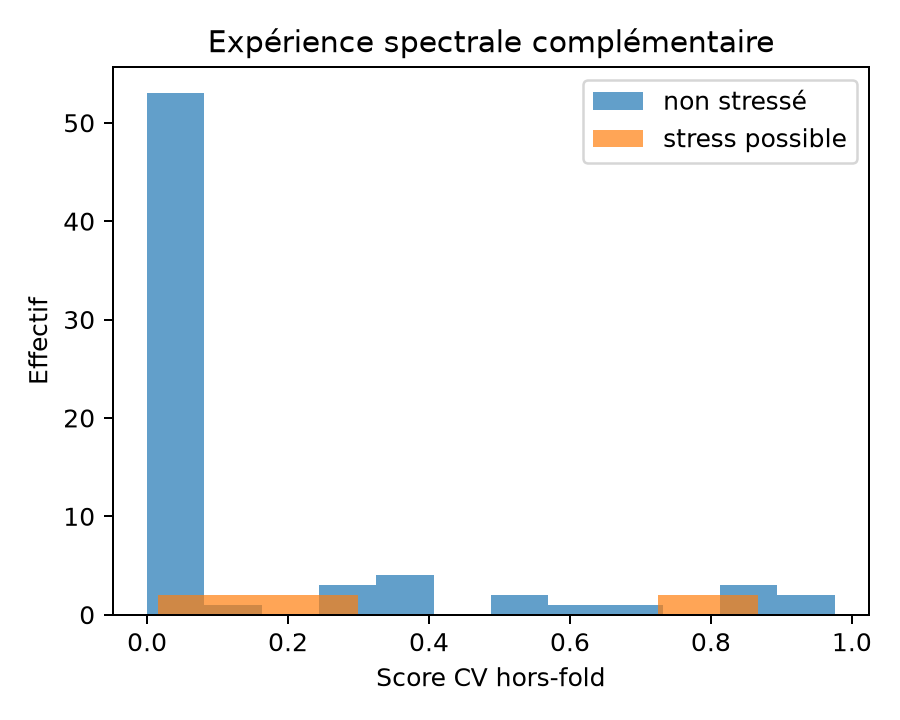 Expérience spectrale complémentaire
non stressé
stress possible
Effectif
50
40
30
20
10
0
0.0 0.2 0.4 0.6 0.8 1.0
Score CV hors-fold